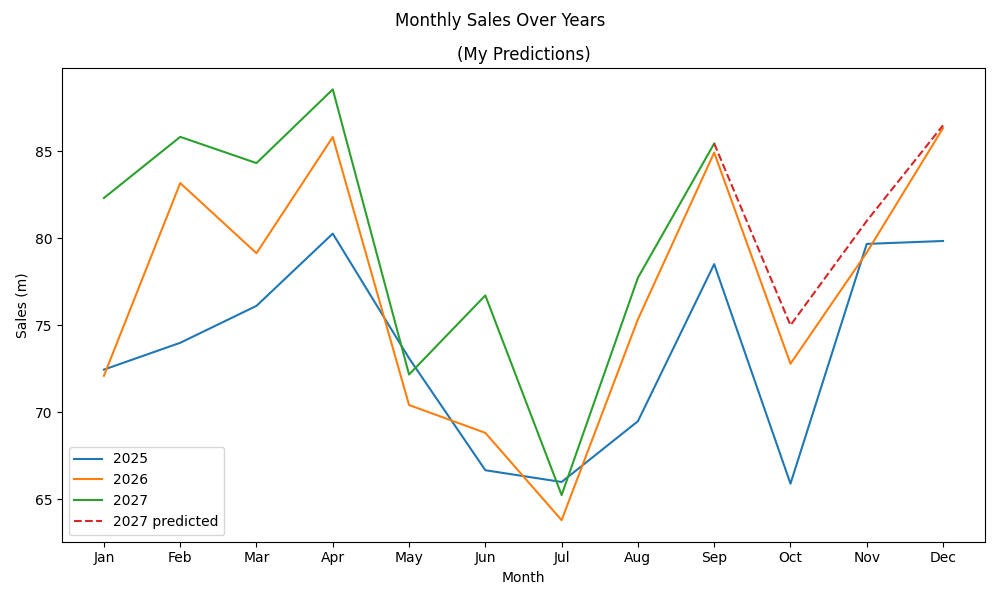 Monthly Sales Over Years
(My Predictions)
Sales (m)
85
80
75
70
65
2025
2026
2027
2027 predicted
Jan Feb Mar Apr May Jun Jul Aug Sep Oct Nov Dec
Month